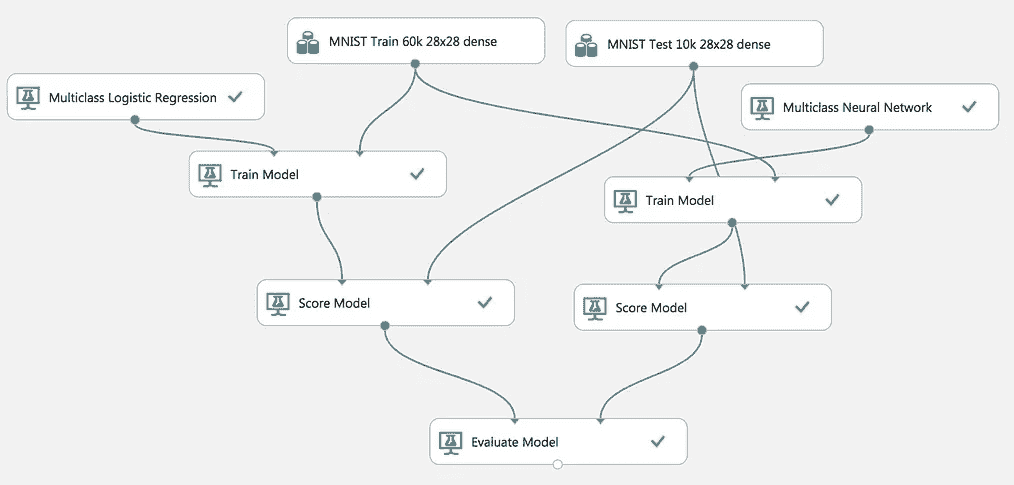 MNIST Train 60k 28x28 dense
MNIST Test 10k 28x28 dense
Multiclass Logistic Regression
Multiclass Neural Network
Train Model
Train Model
Score Model
Score Model
Evaluate Model